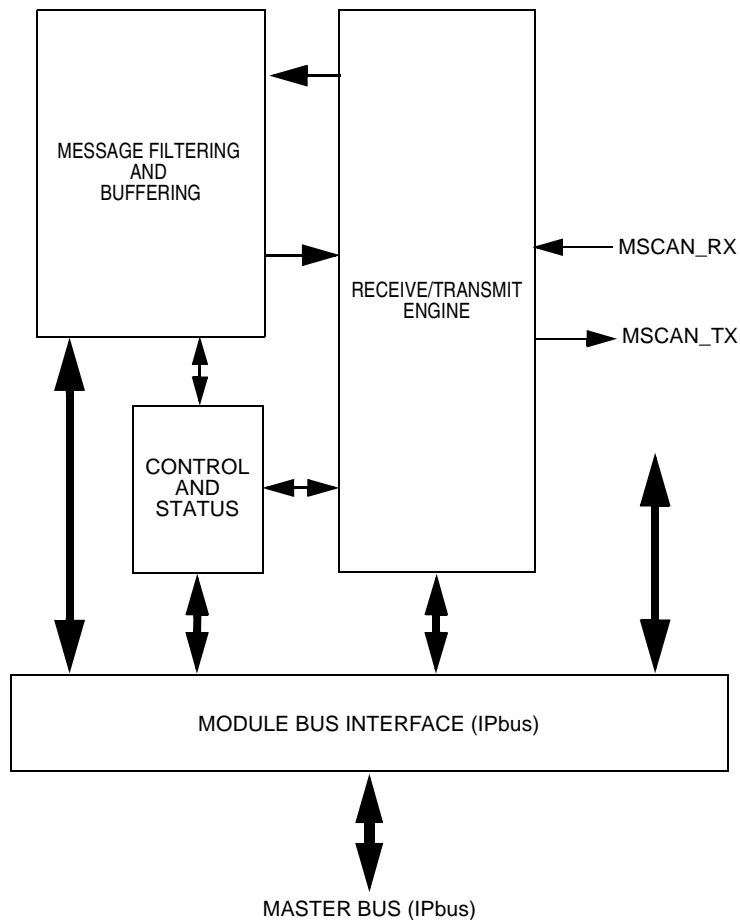 MESSAGE FILTERING
AND
BUFFERING
RECEIVE/TRANSMIT
ENGINE
MSCAN_RX
MSCAN_TX
CONTROL
AND
STATUS
MODULE BUS INTERFACE (IPbus)
MASTER BUS (IPbus)